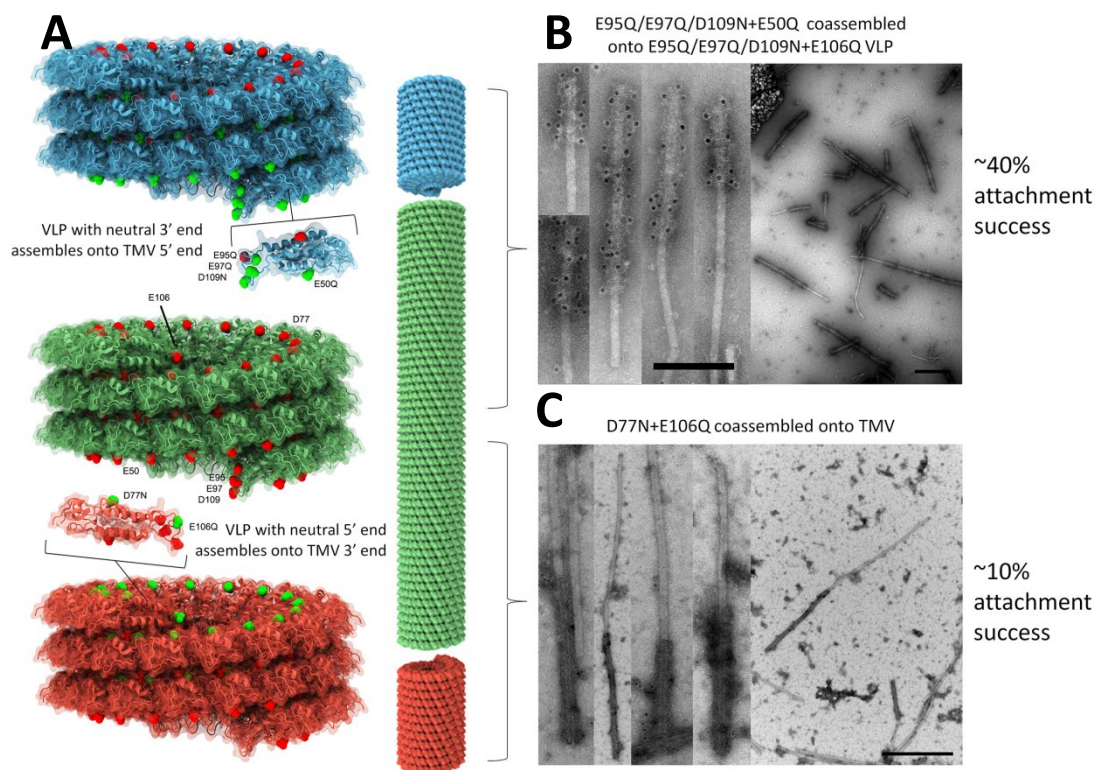 A
VLP with neutral 3’ end
assembles onto TMV 5’ end
E95Q
E97Q
D109N
E50Q
E106
D77
E50
E95
E97
D109
D77N
E106Q
VLP with neutral 5’ end
assembles onto TMV 3’ end
B
E95Q/E97Q/D109N+E50Q coassembled
onto E95Q/E97Q/D109N+E106Q VLP
~40%
attachment
success
C
D77N+E106Q coassembled onto TMV
~10%
attachment
success